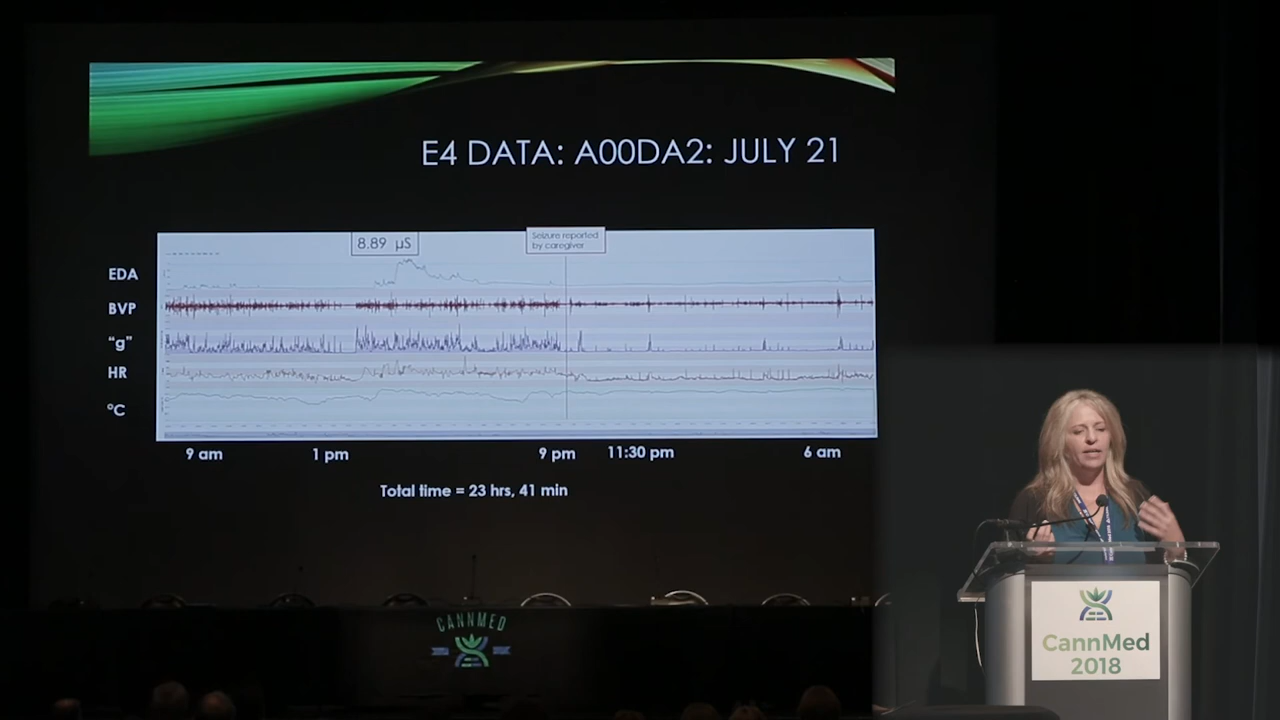 E4 DATA: A00DA2: JULY 21
8.89 µS
Seizure reported
by caregiver
EDA
BVP
“g”
HR
°C
9 am
1 pm
9 pm
11:30 pm
6 am
Total time = 23 hrs, 41 min
CANNMED
CannMed
2018